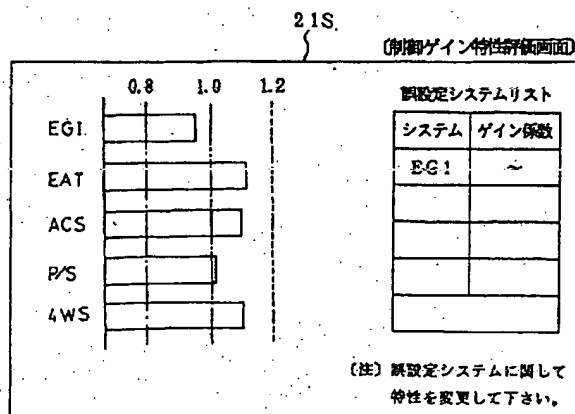 21S
〔制御ゲイン特性評価画面〕
0.8 1.0 1.2
EGI
EAT
ACS
P/S
4WS
誤設定システムリスト
システム ゲイン係数
EGI ～
(注) 誤設定システムに関して
特性を変更して下さい。